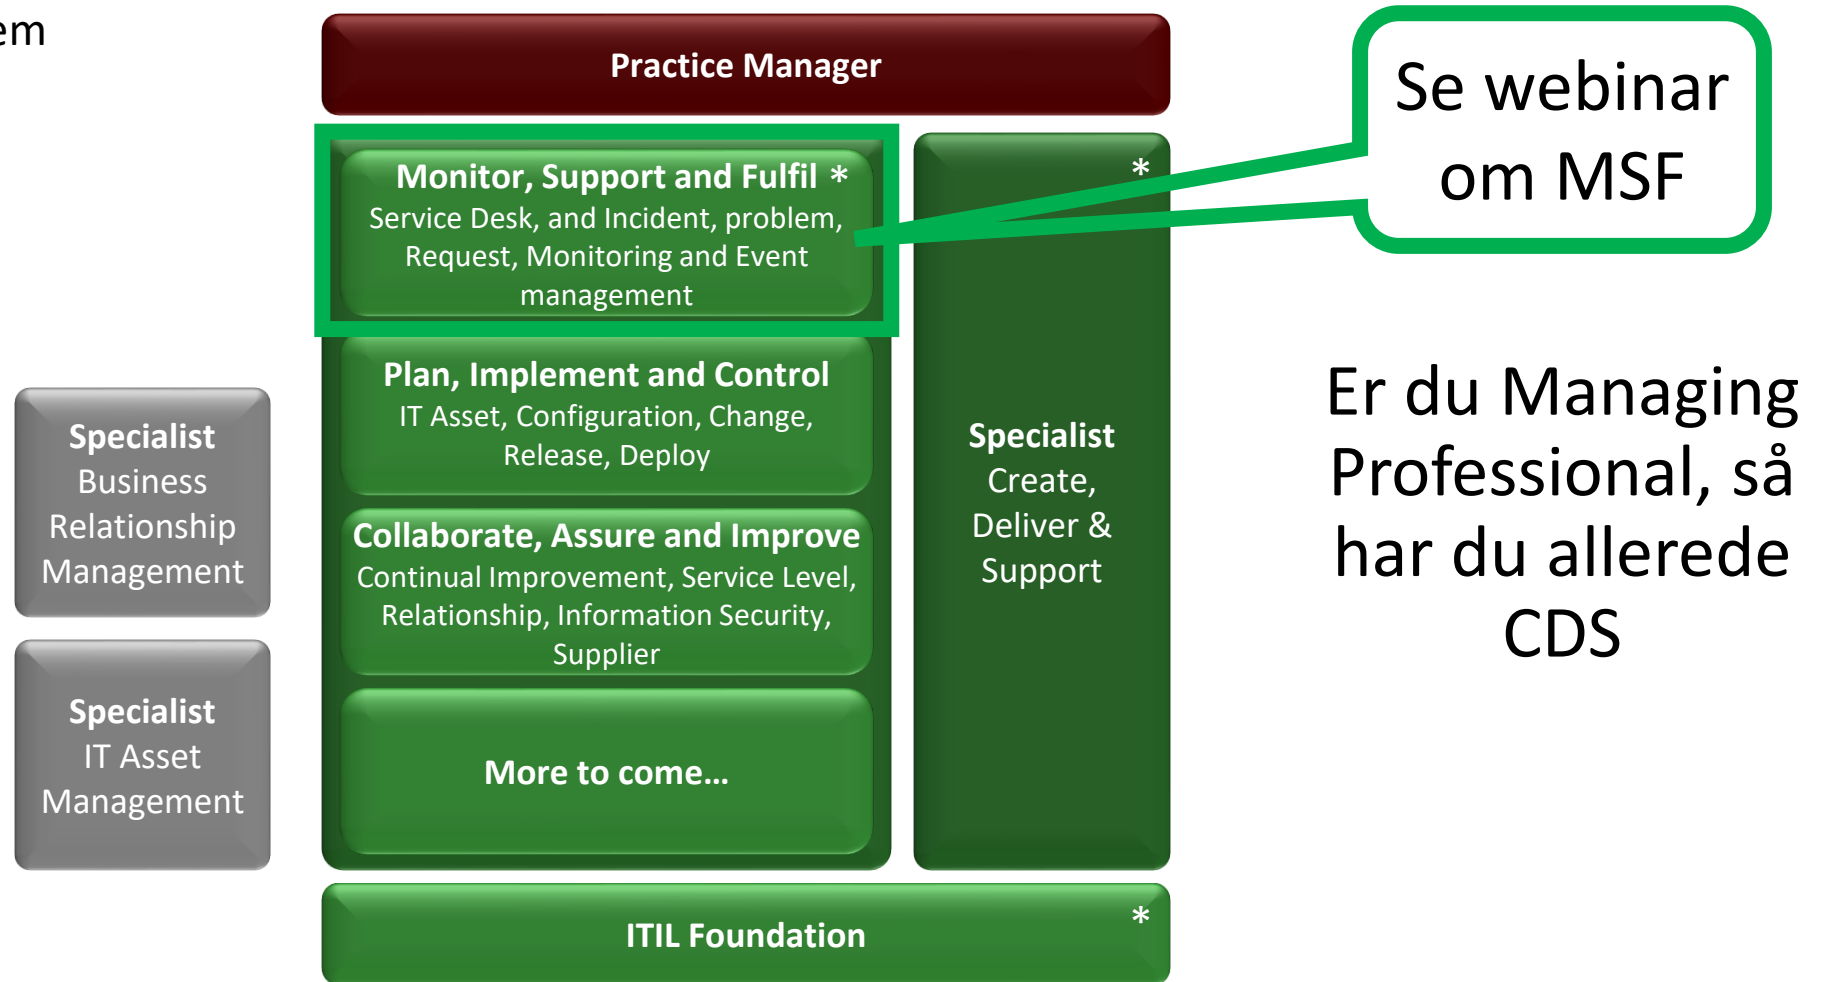 em
Practice Manager
Monitor, Support and Fulfil *
Service Desk, and Incident, problem,
Request, Monitoring and Event
management
Plan, Implement and Control
IT Asset, Configuration, Change,
Release, Deploy
Collaborate, Assure and Improve
Continual Improvement, Service Level,
Relationship, Information Security,
Supplier
More to come…
*
Specialist
Create,
Deliver &
Support
Specialist
Business
Relationship
Management
Specialist
IT Asset
Management
ITIL Foundation
*
Se webinar
om MSF
Er du Managing
Professional, så
har du allerede
CDS